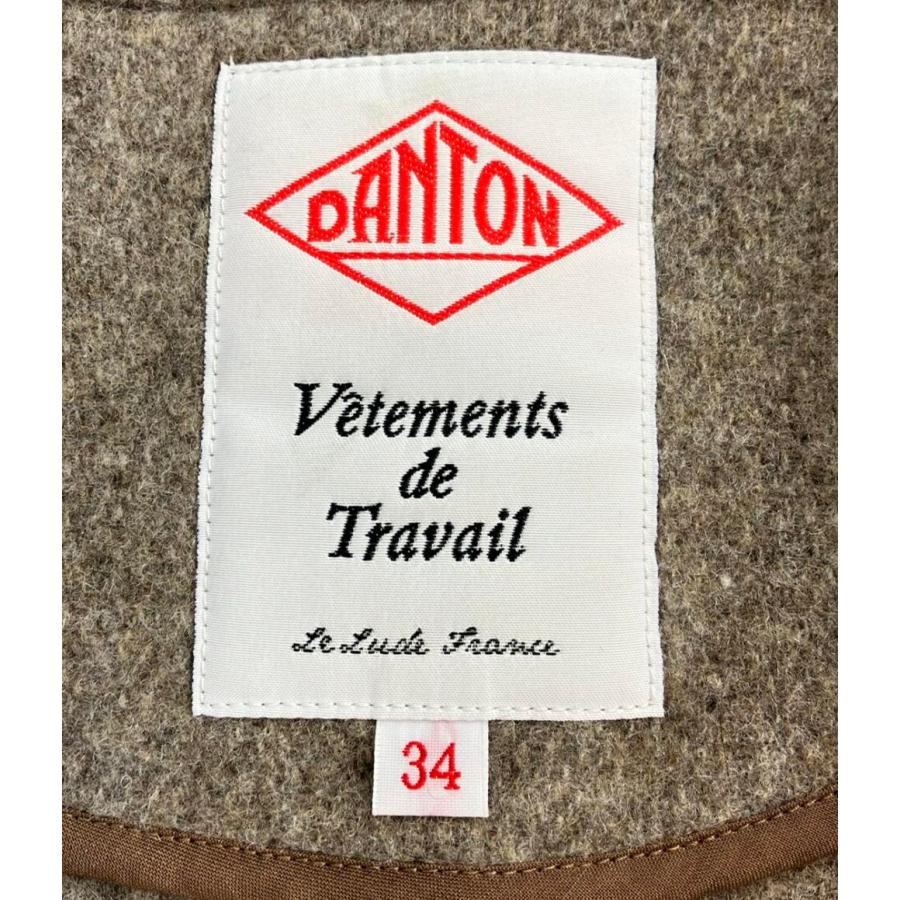 DANTON
Vêtements
de
Travail
Le Lude France
34